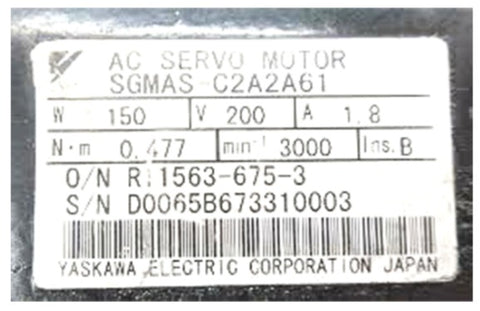 AC SERVO MOTOR
SGMAS-C2A2A61
W 150 V 200 A 1.8
N·m 0.477 min⁻¹ 3000 Ins. B
O/N R11563-675-3
S/N D0065B673310003
YASKAWA ELECTRIC CORPORATION JAPAN